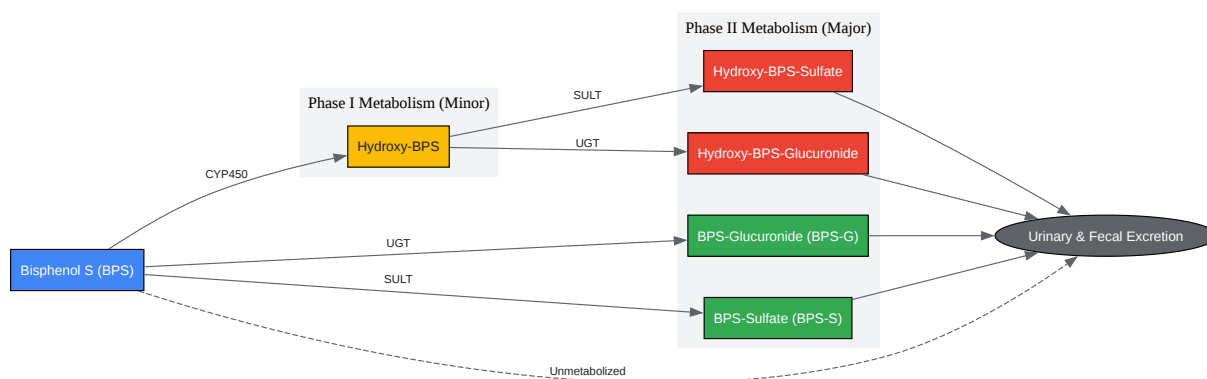 Phase II Metabolism (Major)
Hydroxy-BPS-Sulfate
SULT
Phase I Metabolism (Minor)
Hydroxy-BPS
UGT
Hydroxy-BPS-Glucuronide
CYP450
BPS-Glucuronide (BPS-G)
Urinary & Fecal Excretion
UGT
Bisphenol S (BPS)
SULT
BPS-Sulfate (BPS-S)
Unmetabolized